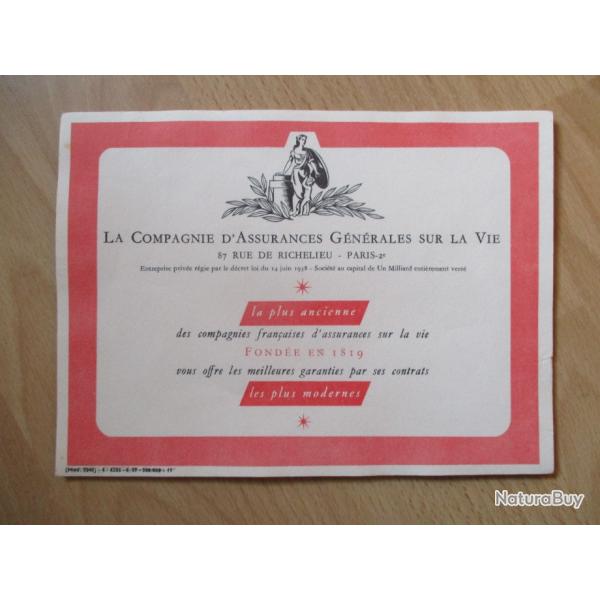 LA COMPAGNIE D'ASSURANCES GÉNÉRALES SUR LA VIE
87 RUE DE RICHELIEU - PARIS-2e
Entreprise privée régie par le décret loi du 14 juin 1938 - Société au capital de Un Milliard entièrement versé
la plus ancienne
des compagnies françaises d'assurances sur la vie
FONDÉE EN 1819
vous offre les meilleures garanties par ses contrats
les plus modernes
NaturaBuy